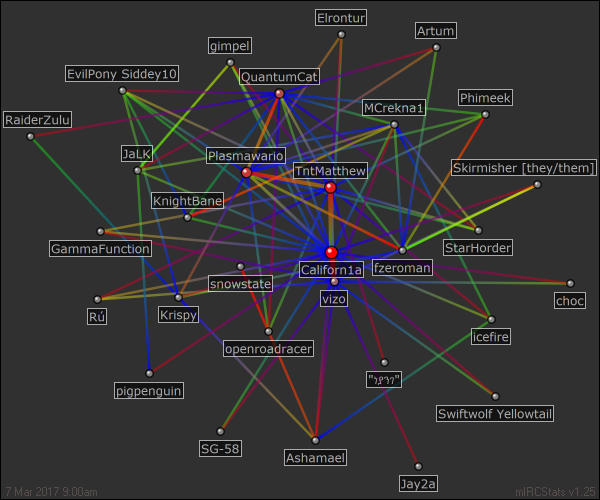 Elrontur
Artum
gimpel
EvilPony Siddey10
QuantumCat
Phimeek
MCrekna1
RaiderZulu
JaLK
Plasmawario
TntMatthew
Skirmisher [they/them]
KnightBane
GammaFunction
StarHorder
Californ1a
fzeroman
snowstate
vizo
choc
Rú
Krispy
icefire
openroadracer
pigpenguin
Swiftwolf Yellowtail
SG-58
Ashamael
Jay2a
7 Mar 2017 9:00am
mIRCStats v1.25